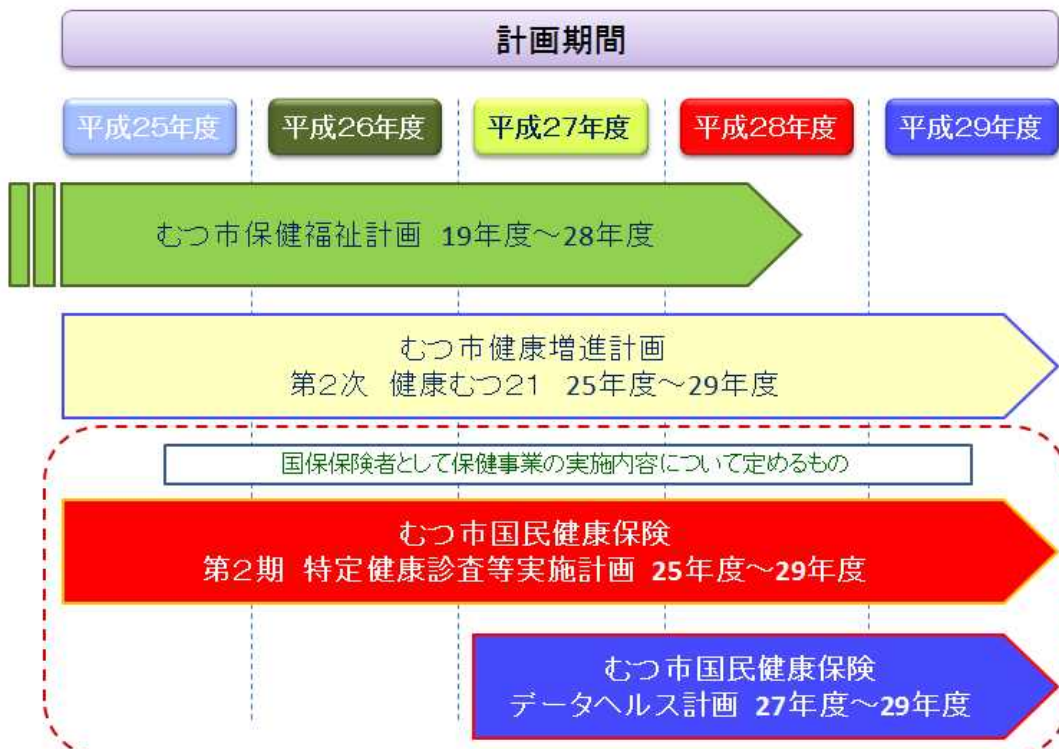 計画期間
平成25年度 平成26年度 平成27年度 平成28年度 平成29年度
むつ市保健福祉計画 19年度～28年度
むつ市健康増進計画
第2次 健康むつ21 25年度～29年度
国保保険者として保健事業の実施内容について定めるもの
むつ市国民健康保険
第2期 特定健康診査等実施計画 25年度～29年度
むつ市国民健康保険
データヘルス計画 27年度～29年度